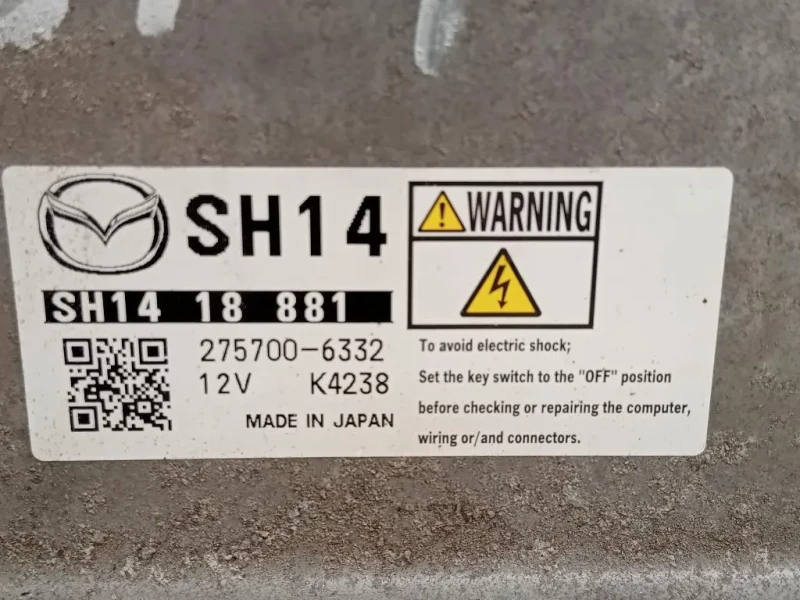 SH14
SH14 18 881
275700-6332
12V K4238
MADE IN JAPAN
WARNING
To avoid electric shock;
Set the key switch to the "OFF" position
before checking or repairing the computer,
wiring or/and connectors.